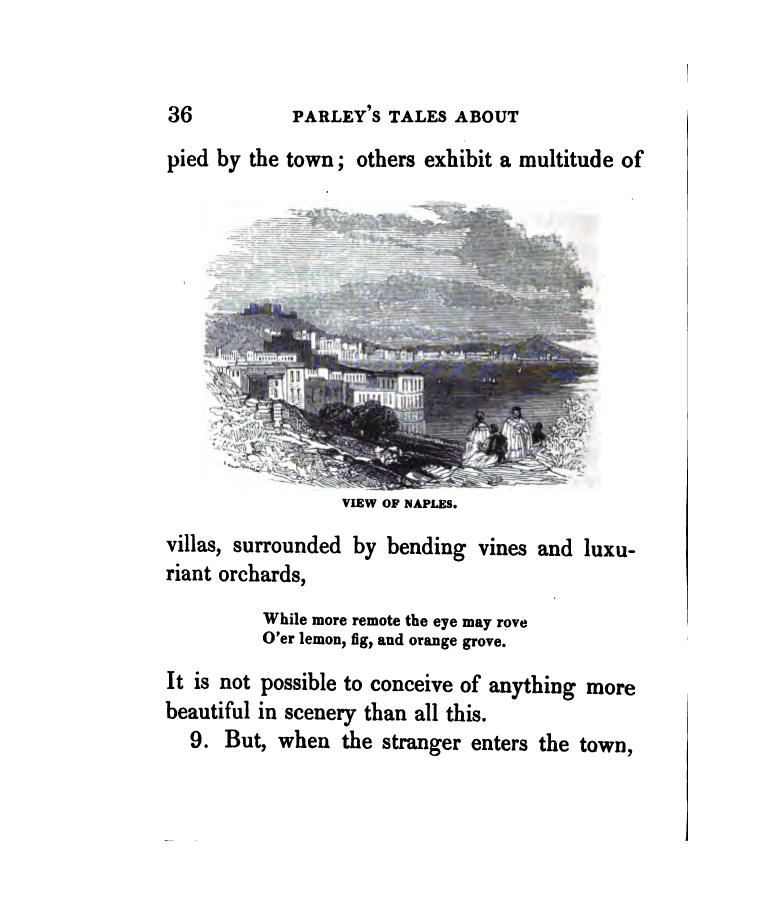 36 PARLEY'S TALES ABOUT
pied by the town; others exhibit a multitude of
VIEW OF NAPLES.
villas, surrounded by bending vines and luxu-
riant orchards,
While more remote the eye may rove
O'er lemon, fig, and orange grove.
It is not possible to conceive of anything more
beautiful in scenery than all this.
9. But, when the stranger enters the town,